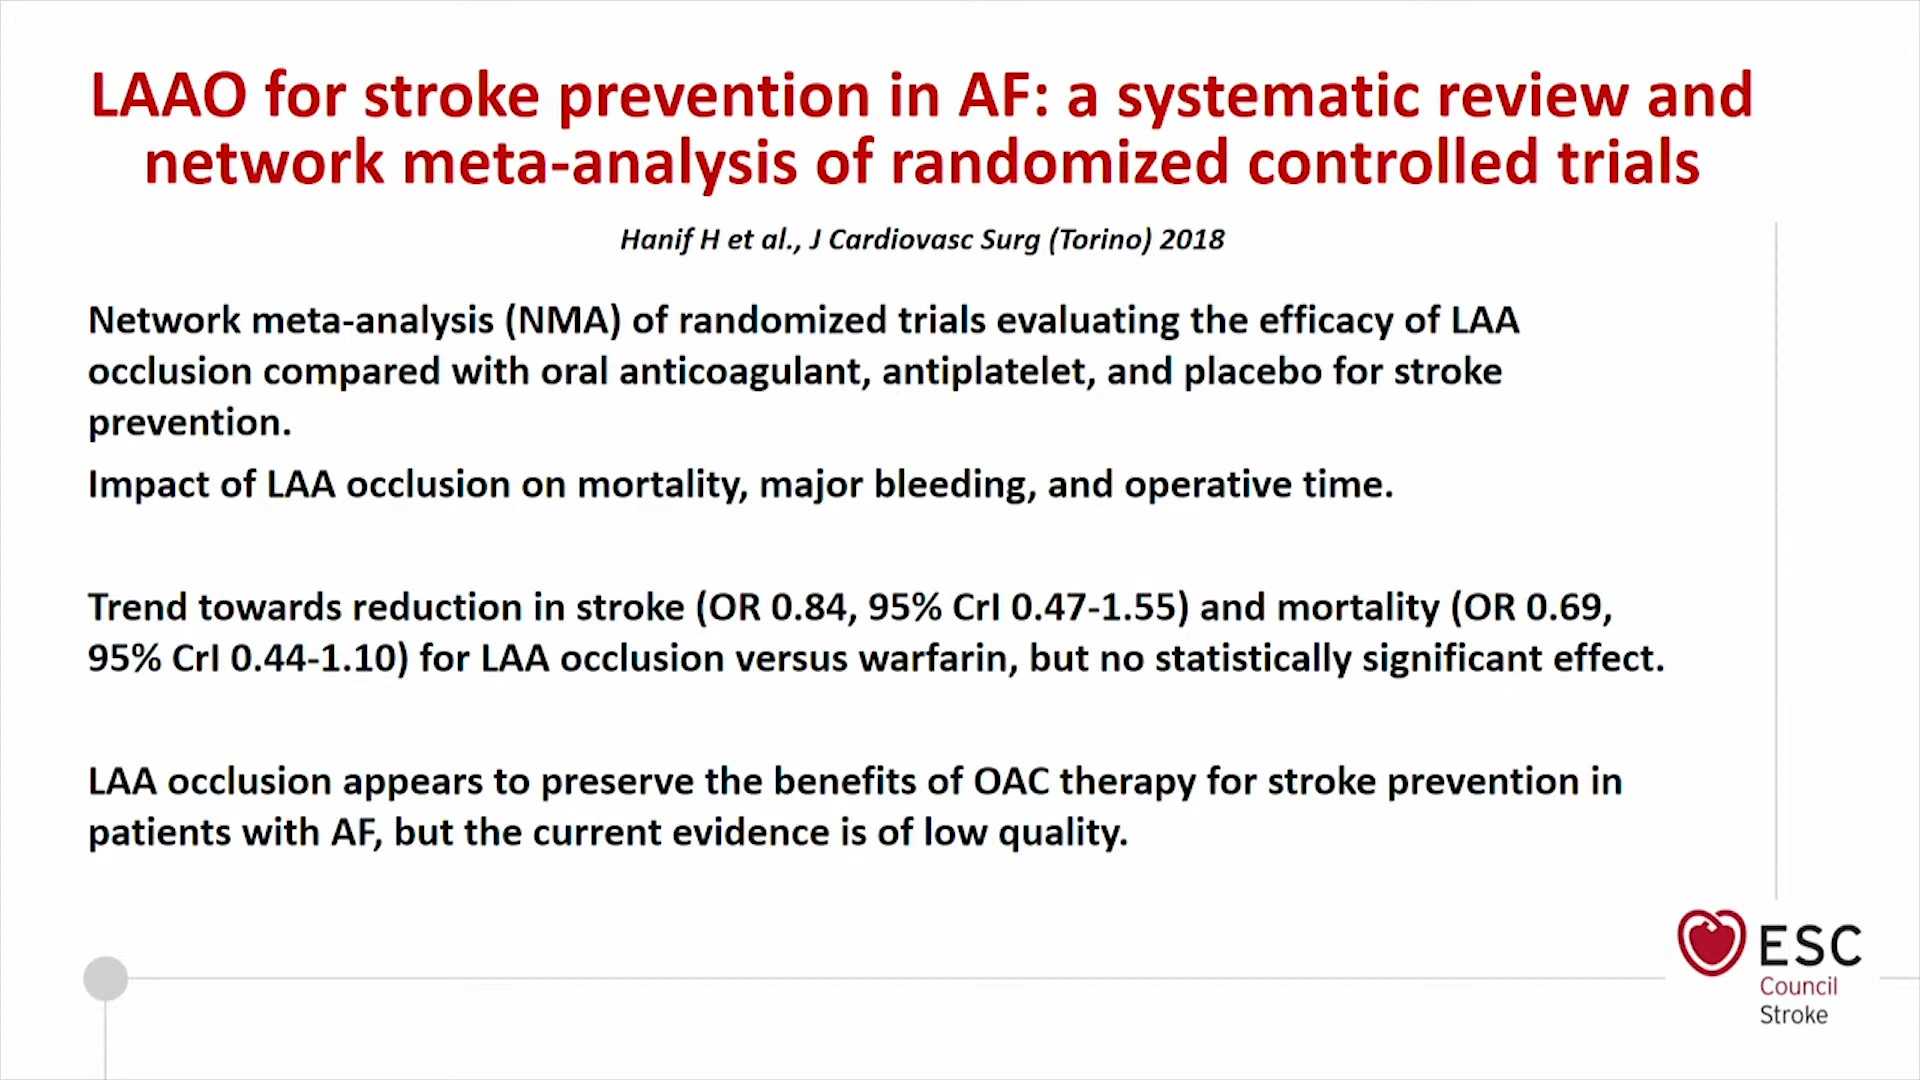 LAAO for stroke prevention in AF: a systematic review and
network meta-analysis of randomized controlled trials
Hanif H et al., J Cardiovasc Surg (Torino) 2018
Network meta-analysis (NMA) of randomized trials evaluating the efficacy of LAA
occlusion compared with oral anticoagulant, antiplatelet, and placebo for stroke
prevention.
Impact of LAA occlusion on mortality, major bleeding, and operative time.
Trend towards reduction in stroke (OR 0.84, 95% CrI 0.47-1.55) and mortality (OR 0.69,
95% CrI 0.44-1.10) for LAA occlusion versus warfarin, but no statistically significant effect.
LAA occlusion appears to preserve the benefits of OAC therapy for stroke prevention in
patients with AF, but the current evidence is of low quality.
ESC
Council
Stroke